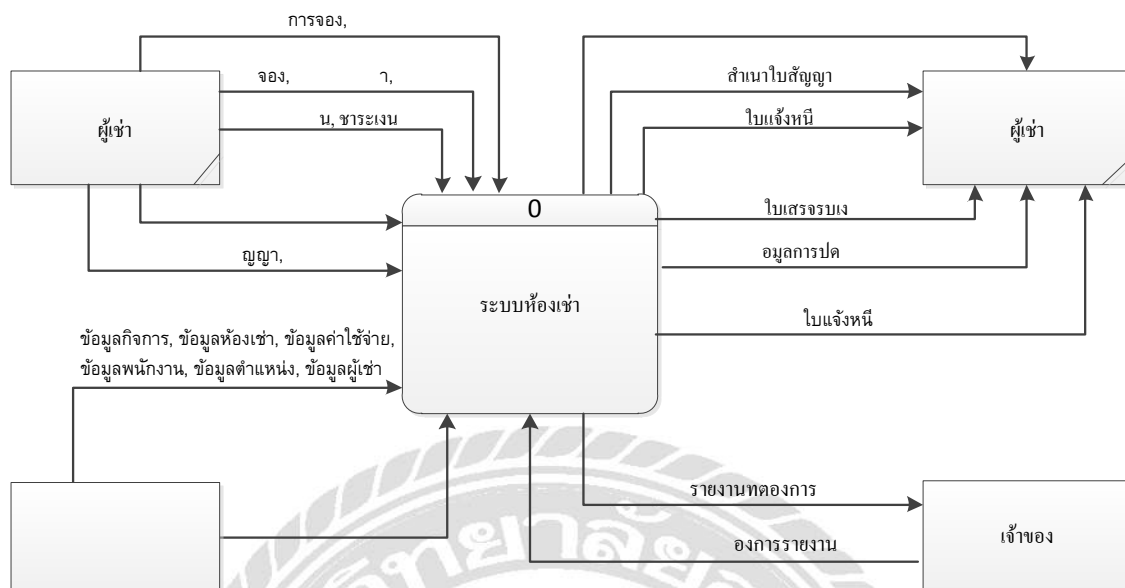 การจอง,
จอง, า,
น, ชาระเงน
ผู้เช่า
ญญา,
สำเนาใบสัญญา
ใบแจ้งหนี
ผู้เช่า
0
ระบบห้องเช่า
ใบเสรจรบเง
อมูลการปด
ใบแจ้งหนี
ข้อมูลกิจการ, ข้อมูลห้องเช่า, ข้อมูลค่าใช้จ่าย,
ข้อมูลพนักงาน, ข้อมูลตำแหน่ง, ข้อมูลผู้เช่า
รายงานทตองการ
องการรายงาน
เจ้าของ